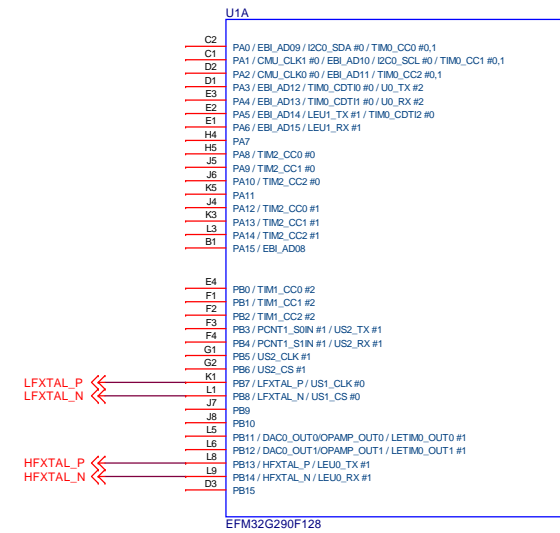 U1A
C2 PA0 / EBI_AD09 / I2C0_SDA #0 / TIM0_CC0 #0,1
C1 PA1 / CMU_CLK1 #0 / EBI_AD10 / I2C0_SCL #0 / TIM0_CC1 #0,1
D2 PA2 / CMU_CLK0 #0 / EBI_AD11 / TIM0_CC2 #0,1
D1 PA3 / EBI_AD12 / TIM0_CDTI0 #0 / U0_TX #2
E3 PA4 / EBI_AD13 / TIM0_CDTI1 #0 / U0_RX #2
E2 PA5 / EBI_AD14 / LEU1_TX #1 / TIM0_CDTI2 #0
E1 PA6 / EBI_AD15 / LEU1_RX #1
H4 PA7
H5 PA8 / TIM2_CC0 #0
J5 PA9 / TIM2_CC1 #0
J6 PA10 / TIM2_CC2 #0
K5 PA11
J4 PA12 / TIM2_CC0 #1
K3 PA13 / TIM2_CC1 #1
L3 PA14 / TIM2_CC2 #1
B1 PA15 / EBI_AD08
E4 PB0 / TIM1_CC0 #2
F1 PB1 / TIM1_CC1 #2
F2 PB2 / TIM1_CC2 #2
F3 PB3 / PCNT1_S0IN #1 / US2_TX #1
F4 PB4 / PCNT1_S1IN #1 / US2_RX #1
G1 PB5 / US2_CLK #1
G2 PB6 / US2_CS #1
LFXTAL_P K1 PB7 / LFXTAL_P / US1_CLK #0
LFXTAL_N L1 PB8 / LFXTAL_N / US1_CS #0
J7 PB9
J8 PB10
L5 PB11 / DAC0_OUT0/OPAMP_OUT0 / LETIM0_OUT0 #1
L6 PB12 / DAC0_OUT1/OPAMP_OUT1 / LETIM0_OUT1 #1
HFXTAL_P L8 PB13 / HFXTAL_P / LEU0_TX #1
HFXTAL_N L9 PB14 / HFXTAL_N / LEU0_RX #1
D3 PB15
EFM32G290F128